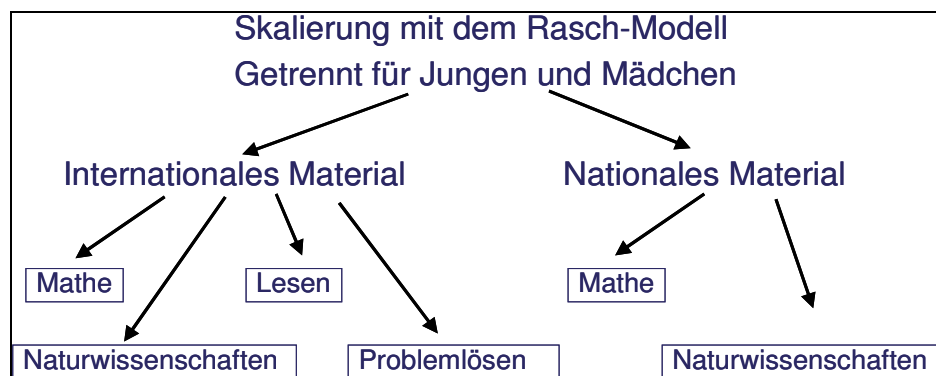 Skalierung mit dem Rasch-Modell
Getrennt für Jungen und Mädchen
Internationales Material
Nationales Material
Mathe
Lesen
Mathe
Naturwissenschaften
Problemlösen
Naturwissenschaften